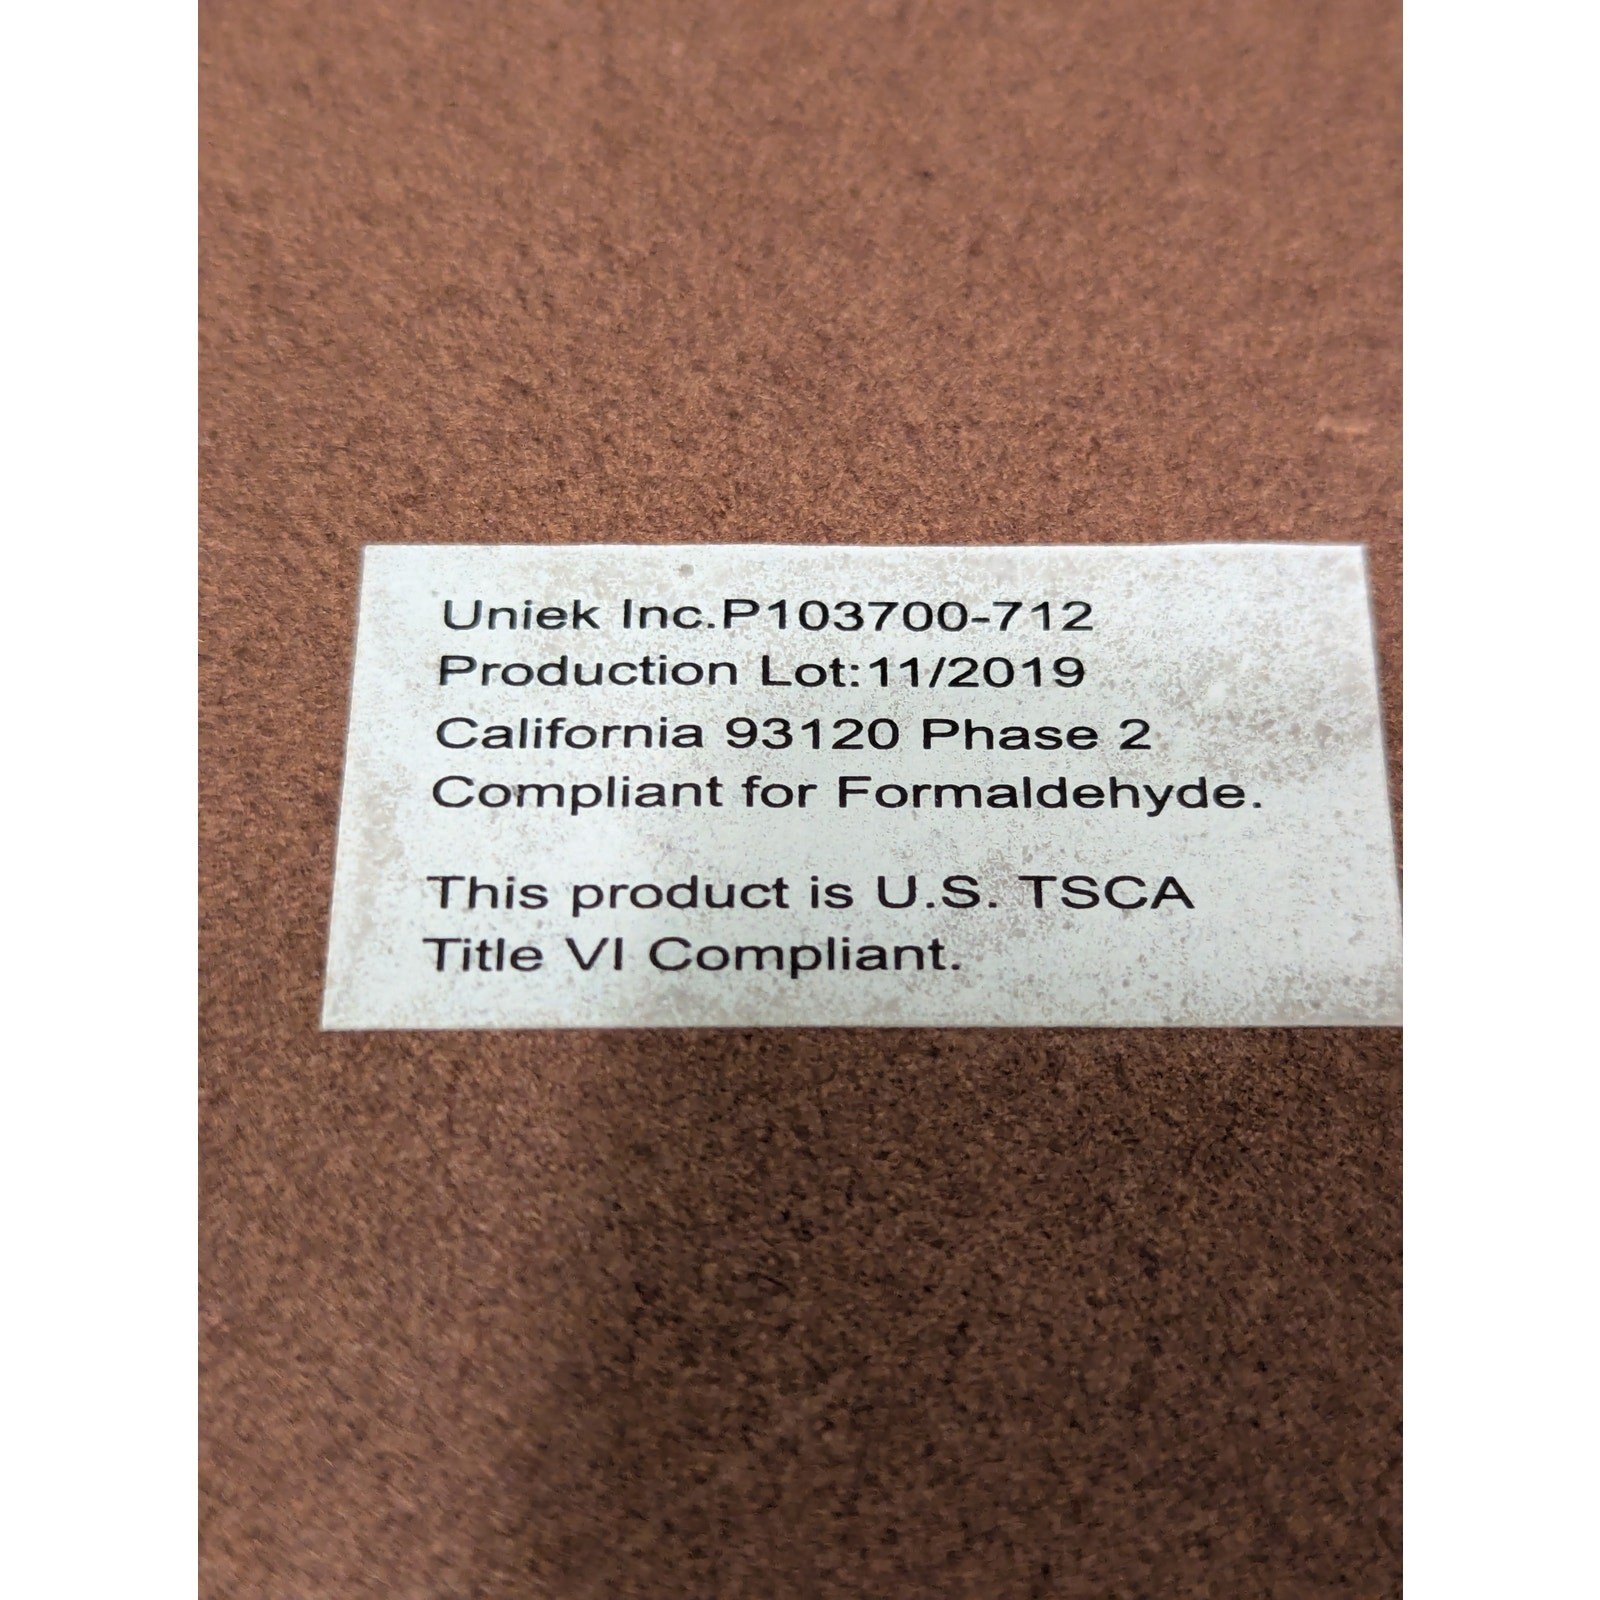 Uniek Inc.P103700-712
Production Lot:11/2019
California 93120 Phase 2
Compliant for Formaldehyde.
This product is U.S. TSCA
Title VI Compliant.